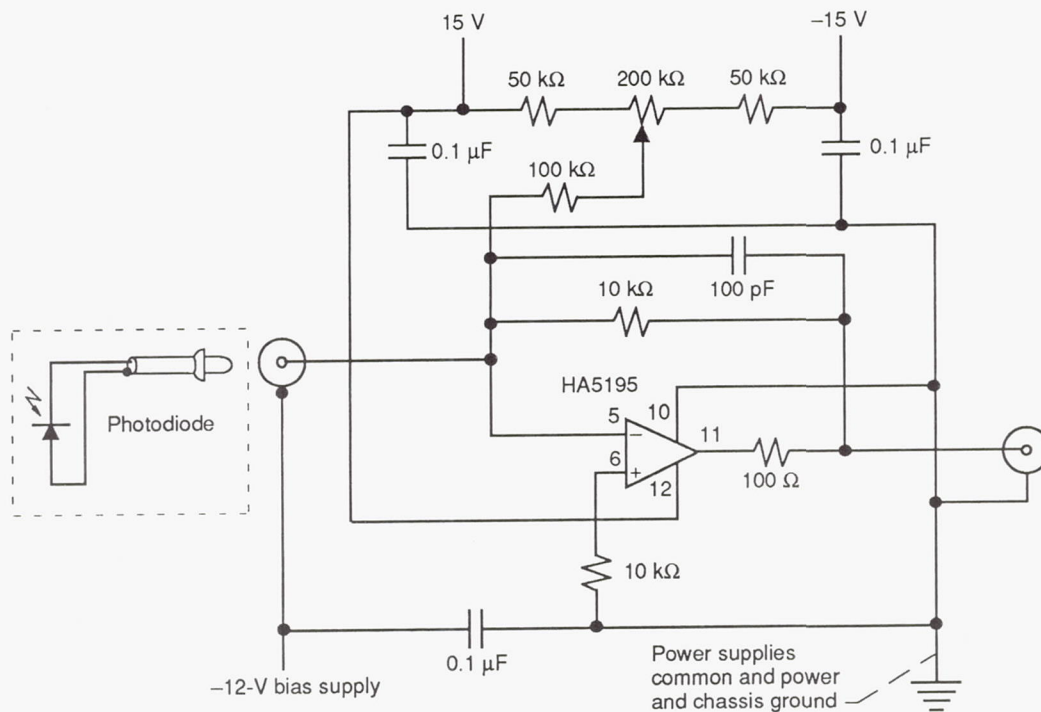 15 V
–15 V
50 kΩ
200 kΩ
50 kΩ
0.1 µF
0.1 µF
100 kΩ
100 pF
10 kΩ
HA5195
Photodiode
5
10
11
6
12
100 Ω
10 kΩ
0.1 µF
–12-V bias supply
Power supplies
common and power
and chassis ground